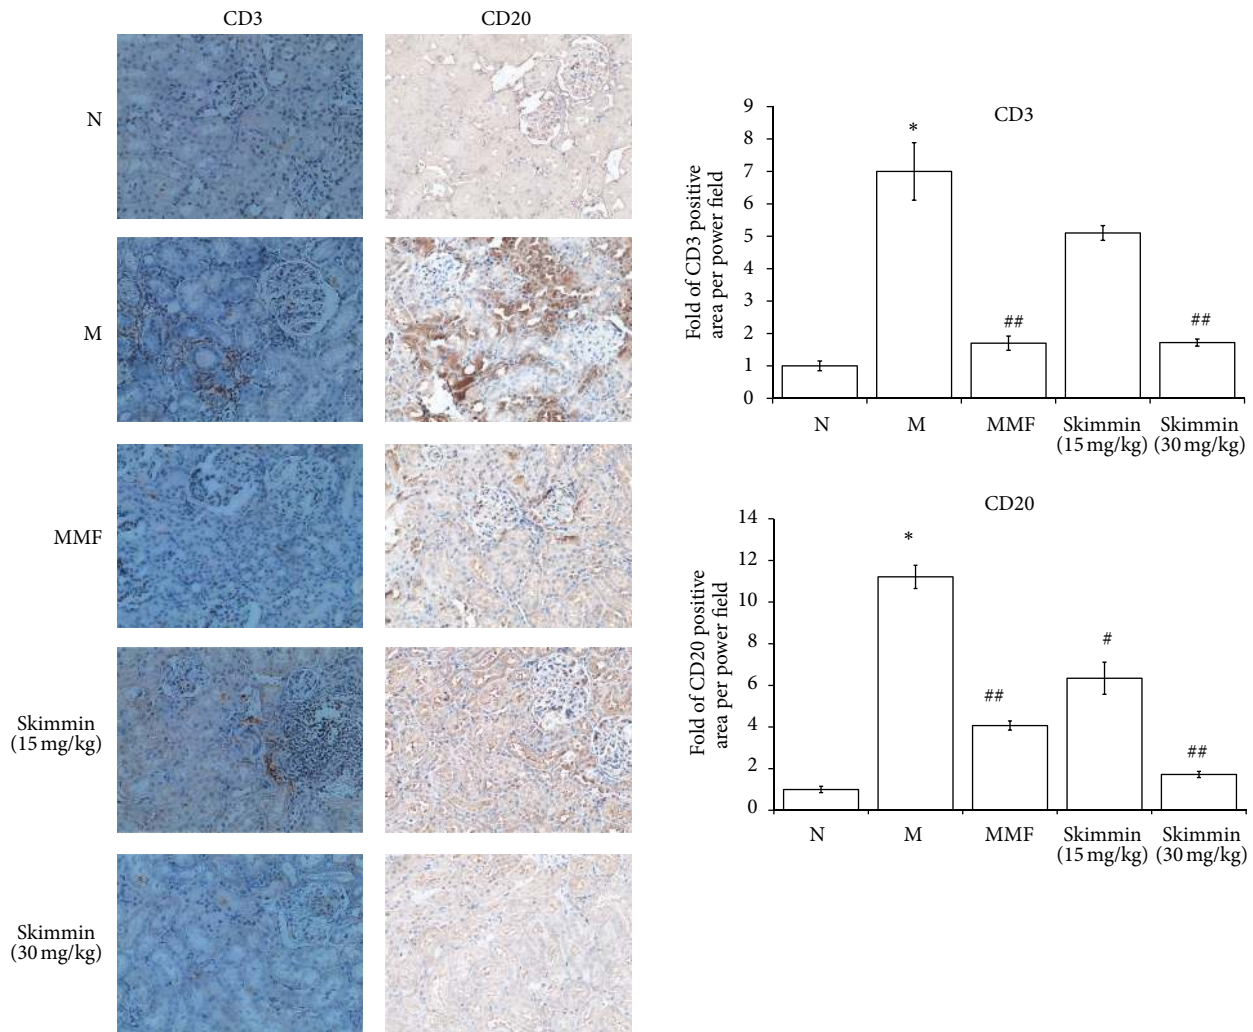 CD3
CD20
N
M
MMF
Skimmin
(15 mg/kg)
Skimmin
(30 mg/kg)
CD3
Fold of CD3 positive
area per power field
9
8
7
6
5
4
3
2
1
0
*
##
##
N
M
MMF
Skimmin
(15 mg/kg)
Skimmin
(30 mg/kg)
CD20
Fold of CD20 positive
area per power field
14
12
10
8
6
4
2
0
*
##
#
##
N
M
MMF
Skimmin
(15 mg/kg)
Skimmin
(30 mg/kg)